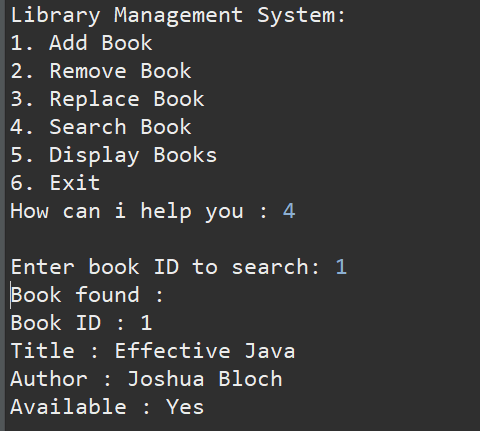 Library Management System:
1. Add Book
2. Remove Book
3. Replace Book
4. Search Book
5. Display Books
6. Exit
How can i help you : 4
Enter book ID to search: 1
Book found :
Book ID : 1
Title : Effective Java
Author : Joshua Bloch
Available : Yes